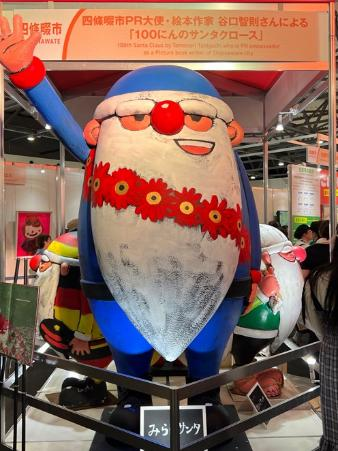 四條畷市
四條畷市PR大使・絵本作家 谷口智則さんによる
「100にんのサンタクロース」
100th Santa Claus by Tomonori Taniguchi who is PR ambassador
as a Picture book writer of Shijonawate city
みらいサンタ